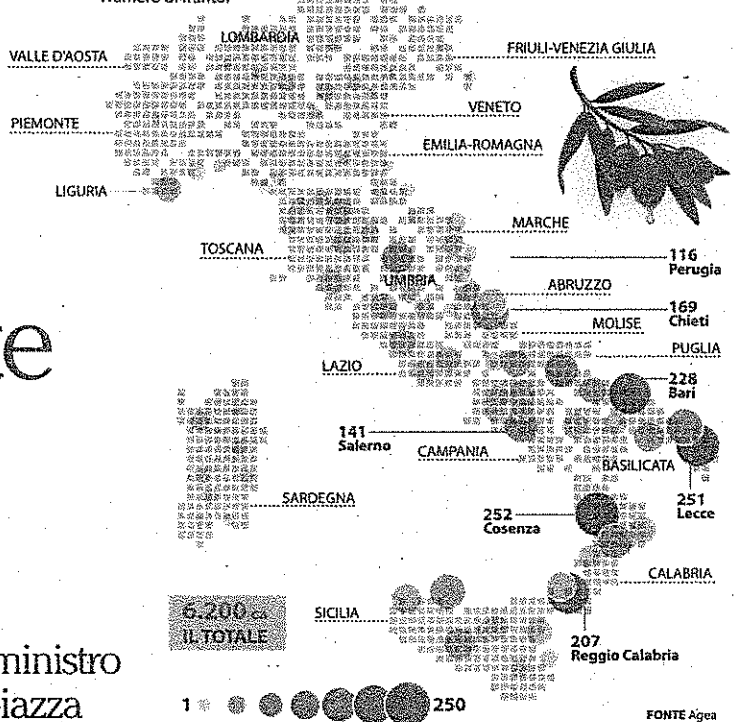 LOMBARDIA
VALLE D'AOSTA
FRIULI-VENEZIA GIULIA
VENETO
PIEMONTE
EMILIA-ROMAGNA
LIGURIA
MARCHE
TOSCANA
116
Perugia
UMBRIA
ABRUZZO
169
Chieti
MOLISE
PUGLIA
LAZIO
228
Bari
141
Salerno
CAMPANIA
BASILICATA
251
Lecce
SARDEGNA
252
Cosenza
CALABRIA
6.200 ca
IL TOTALE
SICILIA
207
Reggio Calabria
ministro
1
250
FONTE Agea